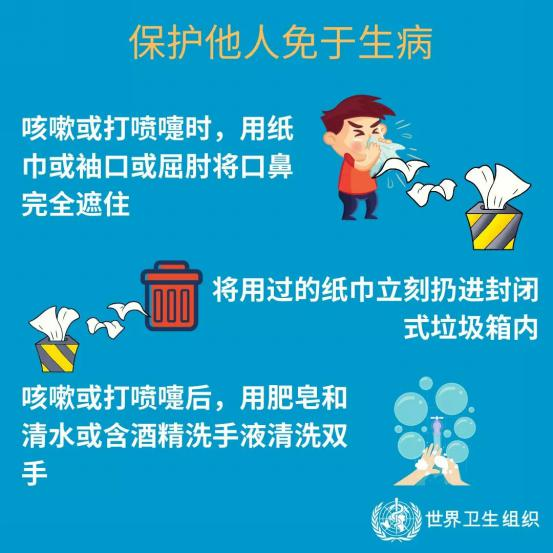 保护他人免于生病
咳嗽或打喷嚏时，用纸
巾或袖口或屈肘将口鼻
完全遮住
将用过的纸巾立刻扔进封闭
式垃圾箱内
咳嗽或打喷嚏后，用肥皂和
清水或含酒精洗手液清洗双
手
世界卫生组织